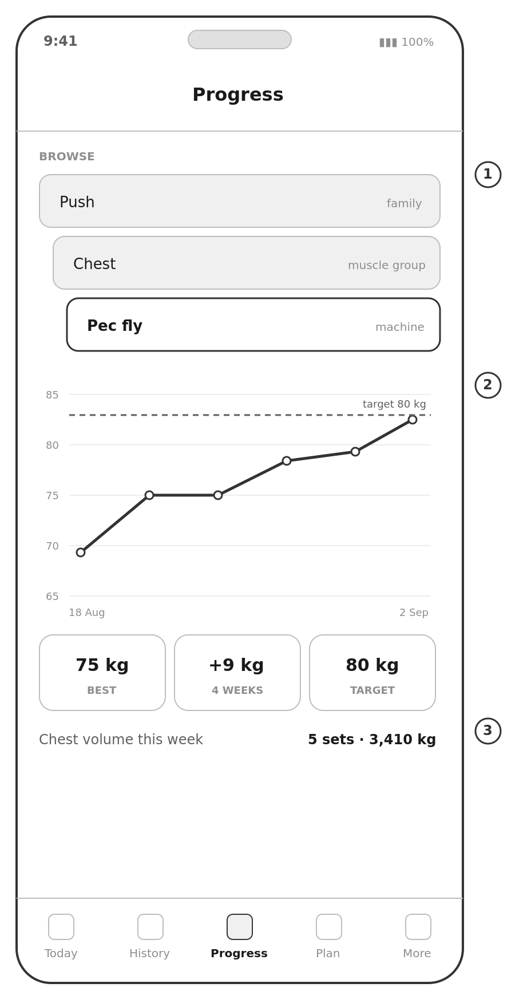 9:41 100%
Progress
BROWSE
1
Push family
Chest muscle group
Pec fly machine
2
85
target 80 kg
80
75
70
65
18 Aug 2 Sep
75 kg +9 kg 80 kg
BEST 4 WEEKS TARGET
3
Chest volume this week 5 sets · 3,410 kg
Today History Progress Plan More